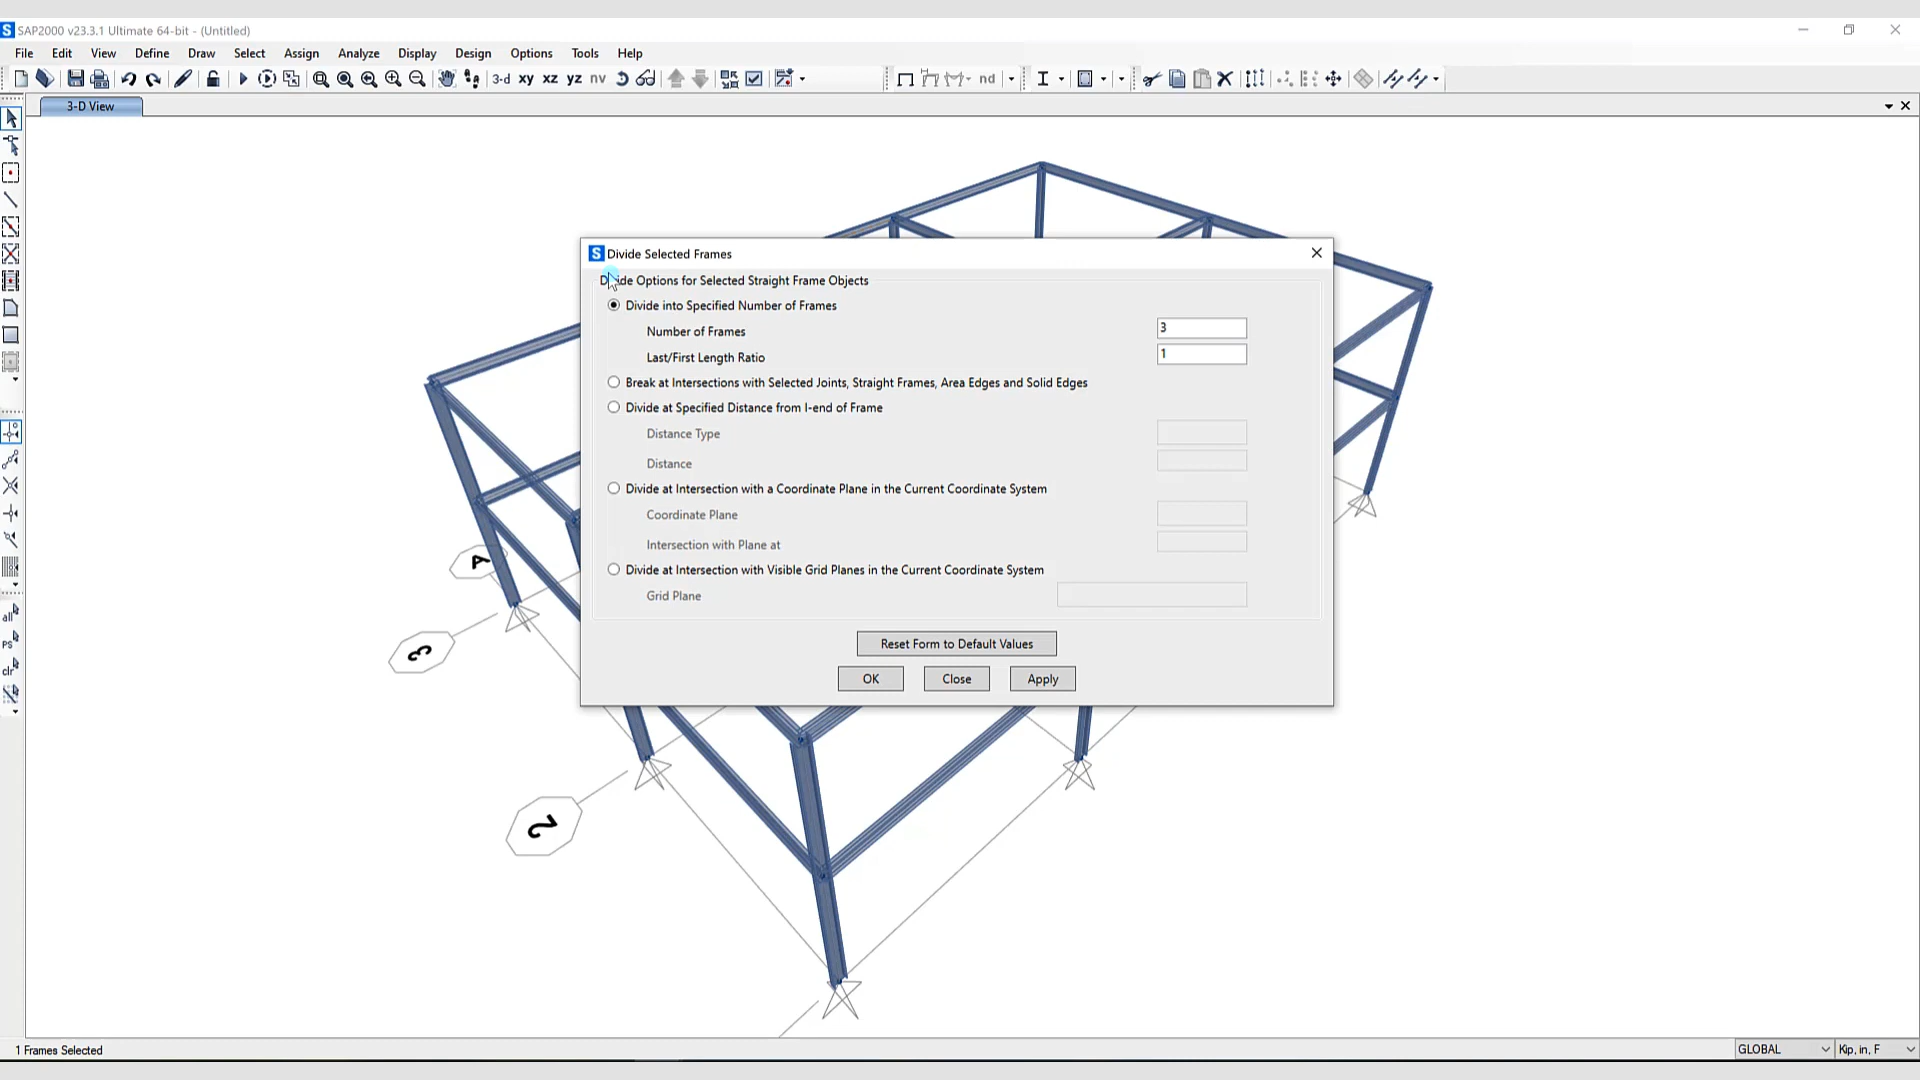 SAP2000 v23.3.1 Ultimate 64-bit - (Untitled)
File Edit View Define Draw Select Assign Analyze Display Design Options Tools Help
3-d xy xz yz nv nd
3-D View
Divide Selected Frames
Divide Options for Selected Straight Frame Objects
Divide into Specified Number of Frames
Number of Frames 3
Last/First Length Ratio 1
Break at Intersections with Selected Joints, Straight Frames, Area Edges and Solid Edges
Divide at Specified Distance from I-end of Frame
Distance Type
Distance
Divide at Intersection with a Coordinate Plane in the Current Coordinate System
Coordinate Plane
Intersection with Plane at
Divide at Intersection with Visible Grid Planes in the Current Coordinate System
Grid Plane
Reset Form to Default Values
OK Close Apply
A
3
2
all
ps
clr
1 Frames Selected
GLOBAL Kip, in, F